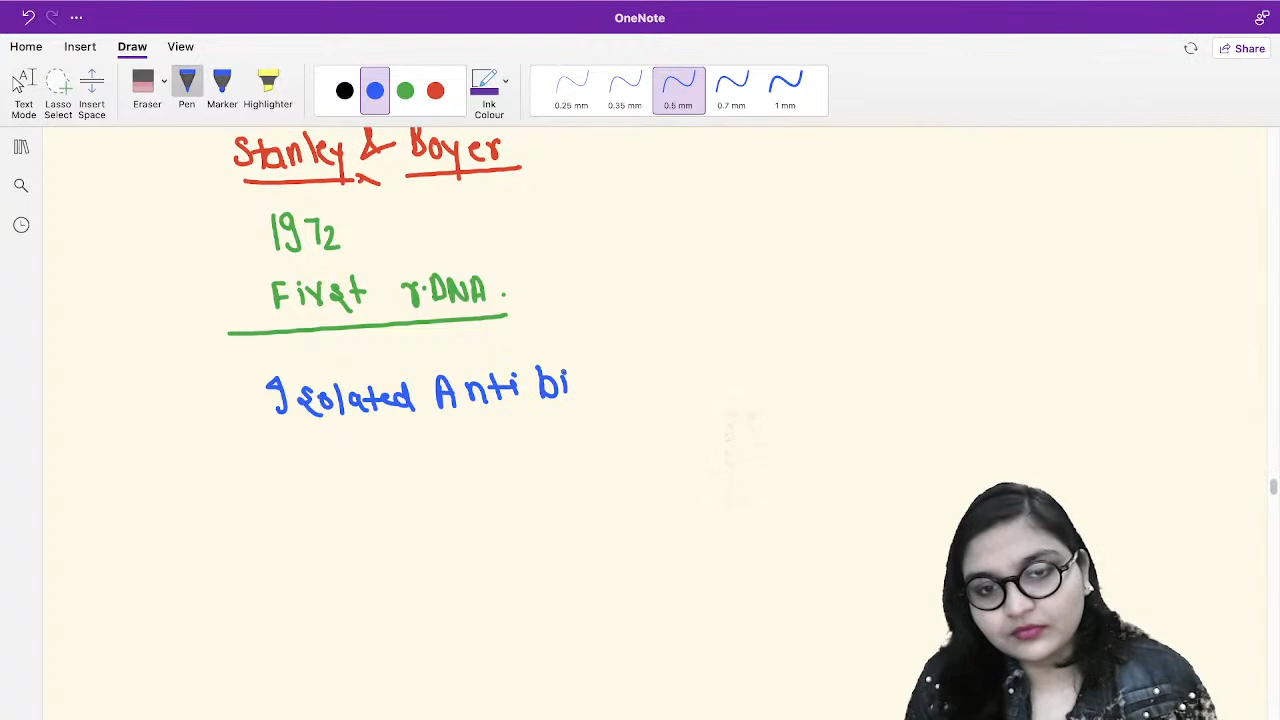 OneNote
Home Insert Draw View
Share
Text Mode Lasso Select Insert Space Eraser Pen Marker Highlighter Ink Colour 0.25 mm 0.35 mm 0.5 mm 0.7 mm 1 mm
Stanley & Boyer
1972
First r.DNA.
Isolated Anti bi